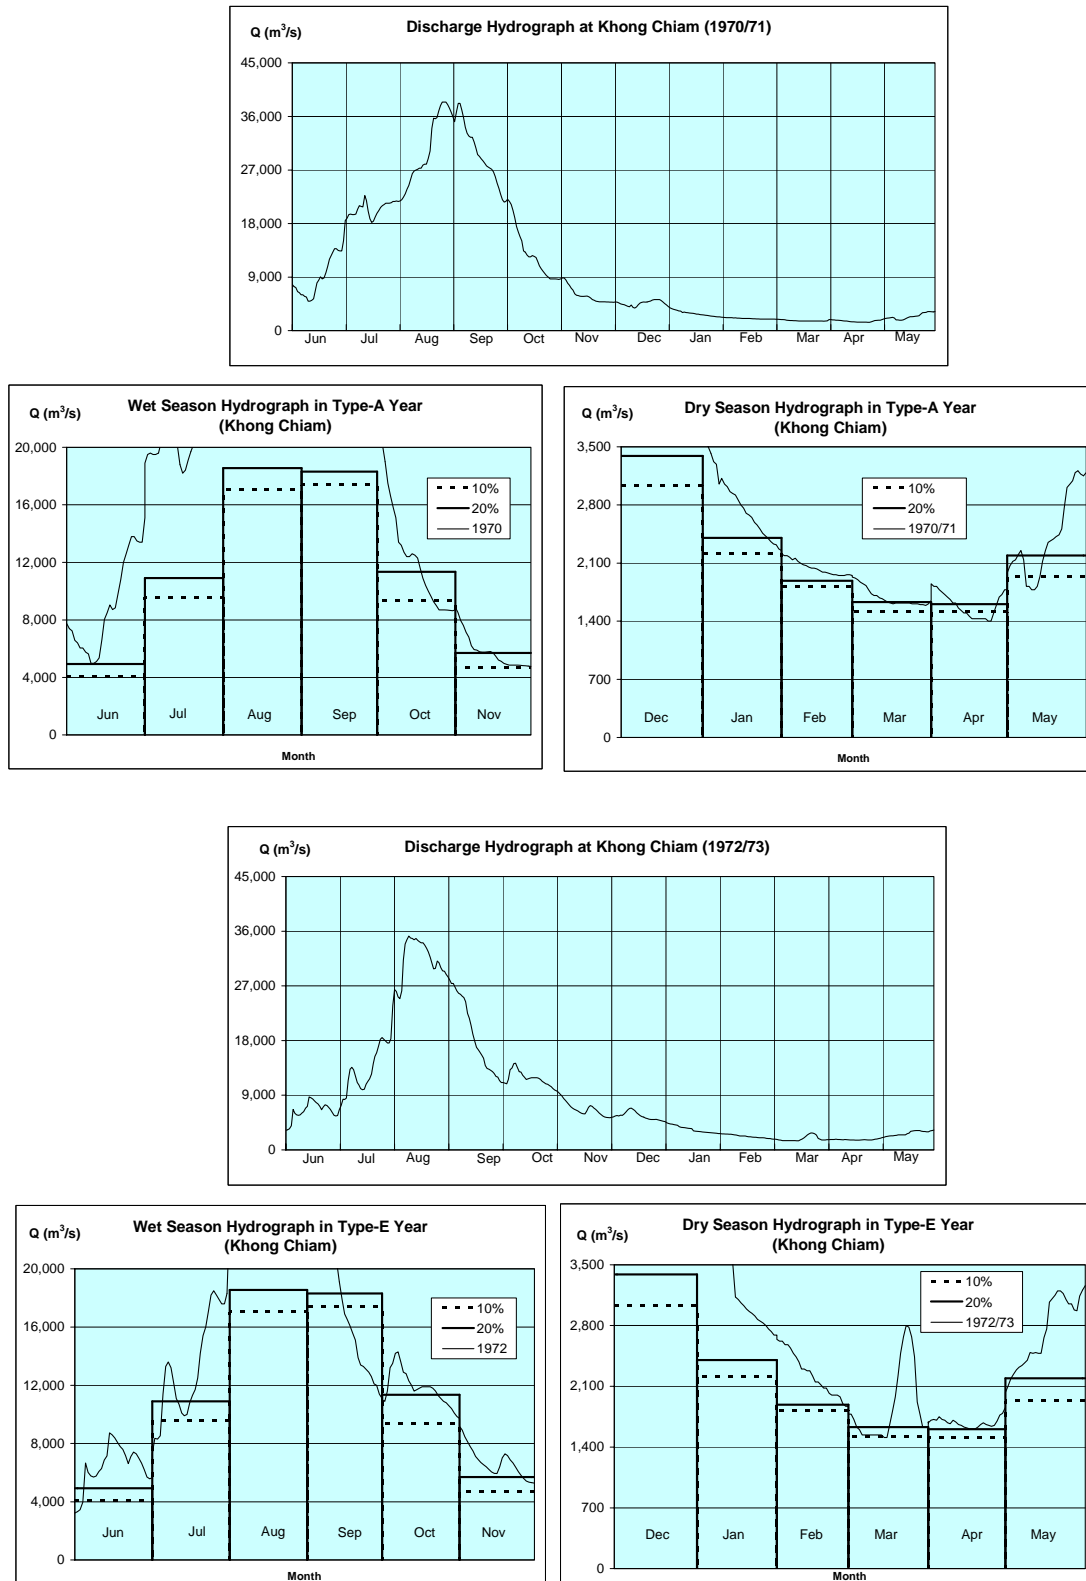 Discharge Hydrograph at Khong Chiam (1970/71)
Q (m³/s)
45,000
36,000
27,000
18,000
9,000
0
Jun Jul Aug Sep Oct Nov Dec Jan Feb Mar Apr May
Wet Season Hydrograph in Type-A Year
(Khong Chiam)
Q (m³/s)
20,000
16,000
12,000
8,000
4,000
0
10%
20%
1970
Jun Jul Aug Sep Oct Nov
Month
Dry Season Hydrograph in Type-A Year
(Khong Chiam)
Q (m³/s)
3,500
2,800
2,100
1,400
700
0
10%
20%
1970/71
Dec Jan Feb Mar Apr May
Month
Discharge Hydrograph at Khong Chiam (1972/73)
Q (m³/s)
45,000
36,000
27,000
18,000
9,000
0
Jun Jul Aug Sep Oct Nov Dec Jan Feb Mar Apr May
Wet Season Hydrograph in Type-E Year
(Khong Chiam)
Q (m³/s)
20,000
16,000
12,000
8,000
4,000
0
10%
20%
1972
Jun Jul Aug Sep Oct Nov
Month
Dry Season Hydrograph in Type-E Year
(Khong Chiam)
Q (m³/s)
3,500
2,800
2,100
1,400
700
0
10%
20%
1972/73
Dec Jan Feb Mar Apr May
Month